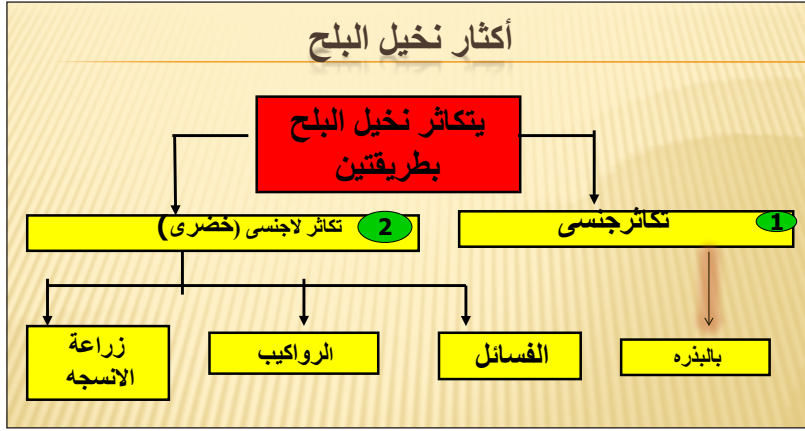 أكثار نخيل البلح
يتكاثر نخيل البلح
بطريقتين
1 تكاثرجنسى
2 تكاثر لاجنسى (خضرى)
بالبذره
الفسائل
الرواكيب
زراعة
الانسجه